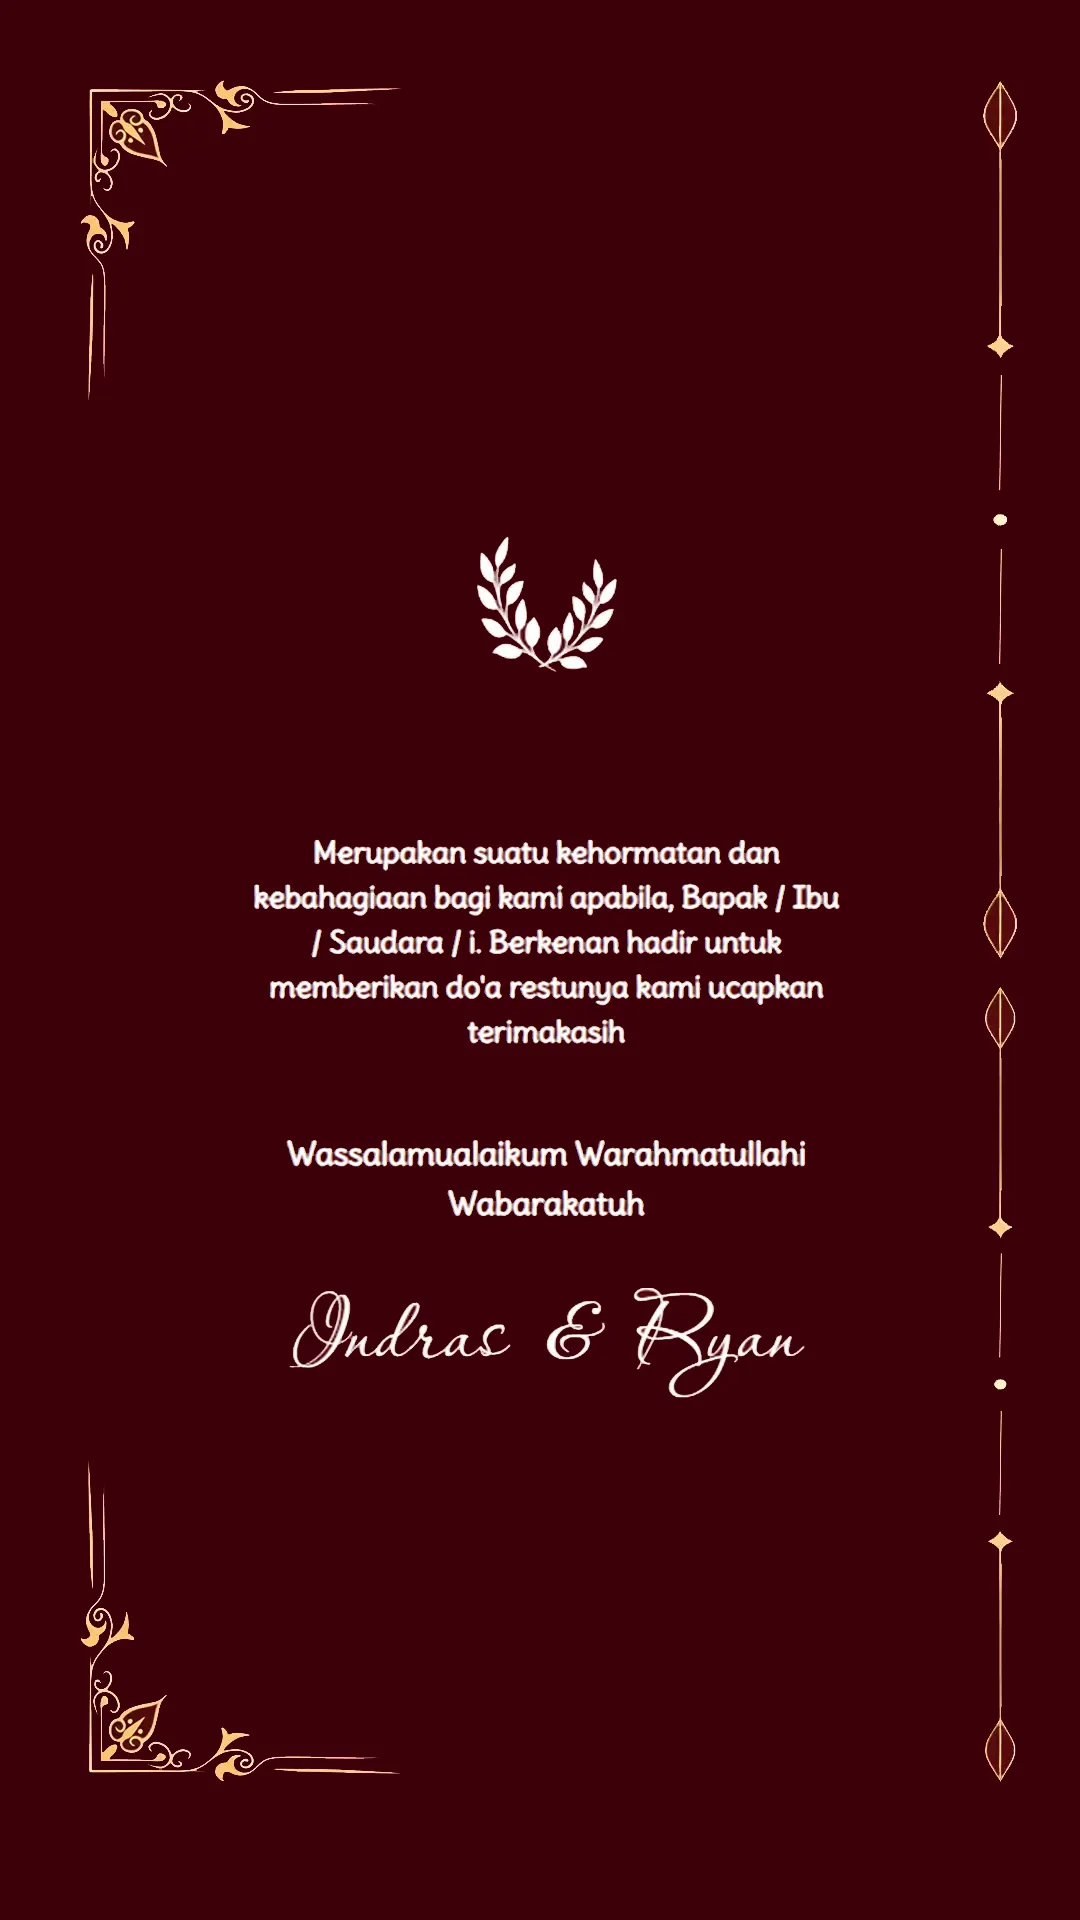 Merupakan suatu kehormatan dan
kebahagiaan bagi kami apabila, Bapak / Ibu
/ Saudara / i. Berkenan hadir untuk
memberikan do'a restunya kami ucapkan
terimakasih
Wassalamualaikum Warahmatullahi
Wabarakatuh
Indras & Ryan